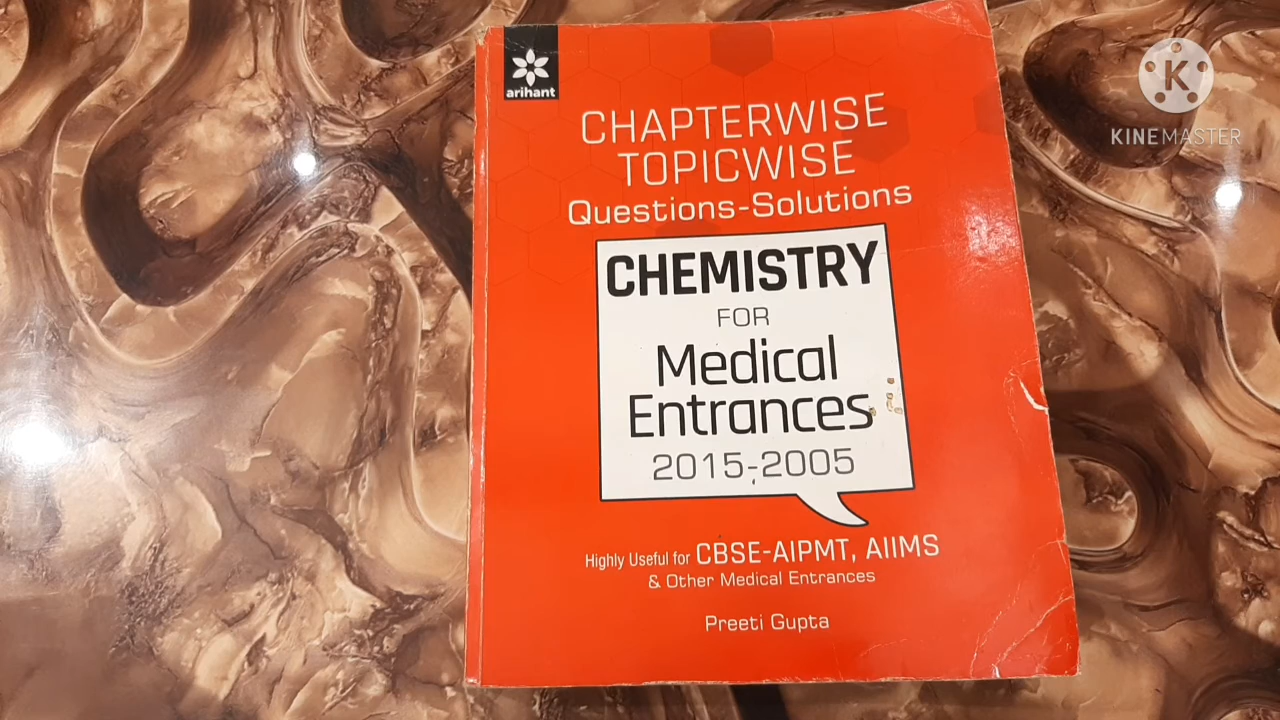 arihant
CHAPTERWISE
TOPICWISE
Questions-Solutions
CHEMISTRY
FOR
Medical
Entrances
2015-2005
Highly Useful for CBSE-AIPMT, AIIMS
& Other Medical Entrances
Preeti Gupta
K
KINEMASTER